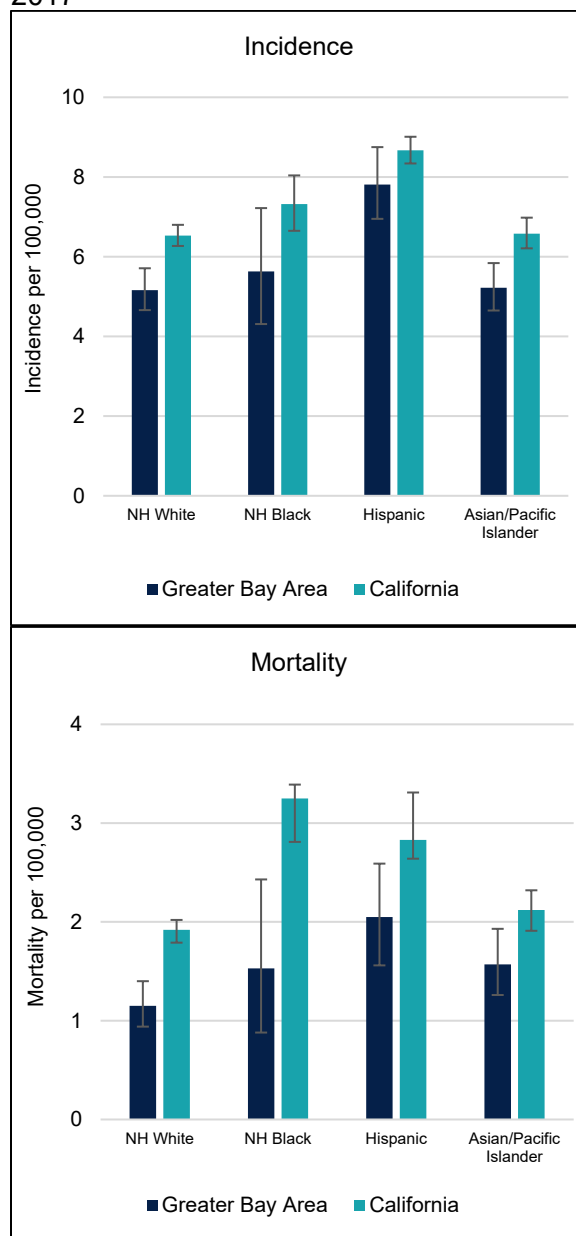 Incidence
10
8
6
4
2
0
Incidence per 100,000
NH White NH Black Hispanic Asian/Pacific
Islander
Greater Bay Area California
Mortality
4
3
2
1
0
Mortality per 100,000
NH White NH Black Hispanic Asian/Pacific
Islander
Greater Bay Area California